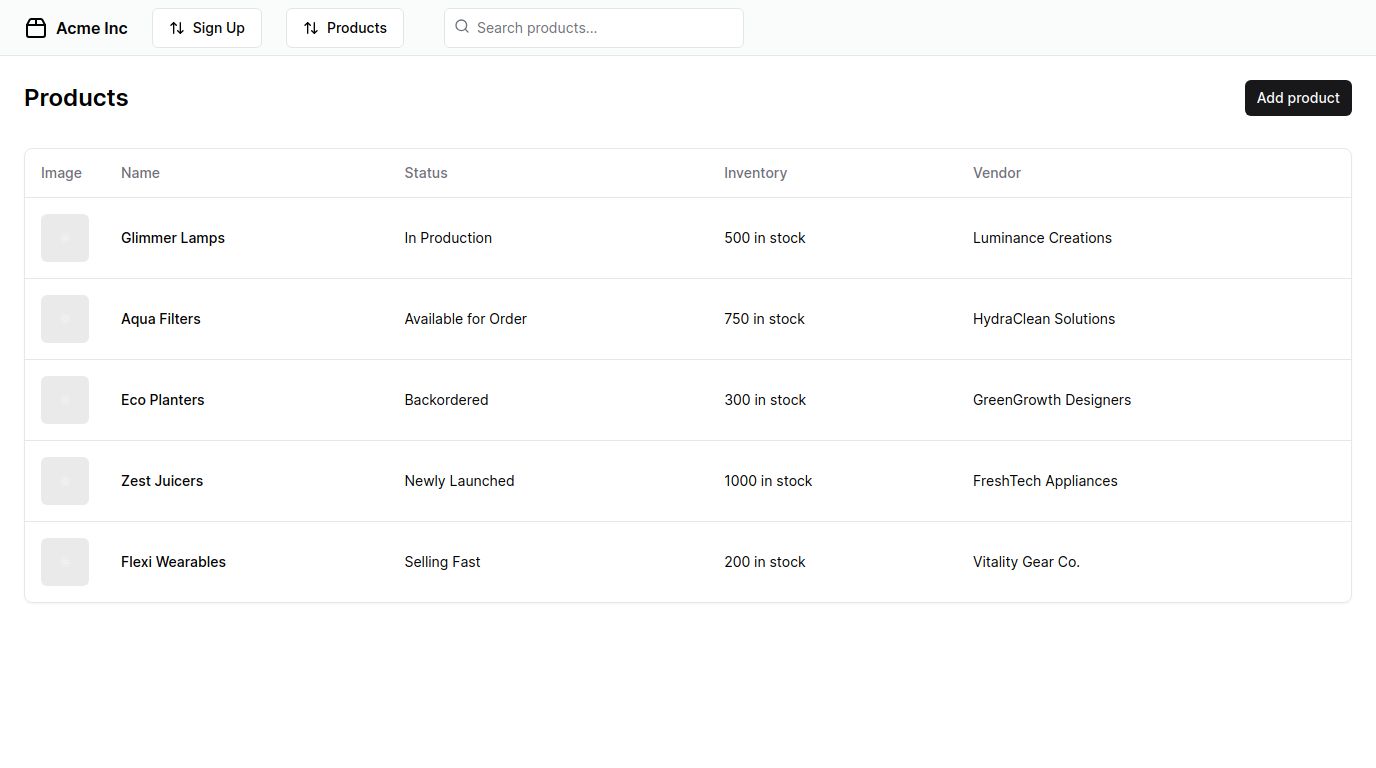 Acme Inc Sign Up Products Search products...
Products Add product
Image Name Status Inventory Vendor
Glimmer Lamps In Production 500 in stock Luminance Creations
Aqua Filters Available for Order 750 in stock HydraClean Solutions
Eco Planters Backordered 300 in stock GreenGrowth Designers
Zest Juicers Newly Launched 1000 in stock FreshTech Appliances
Flexi Wearables Selling Fast 200 in stock Vitality Gear Co.